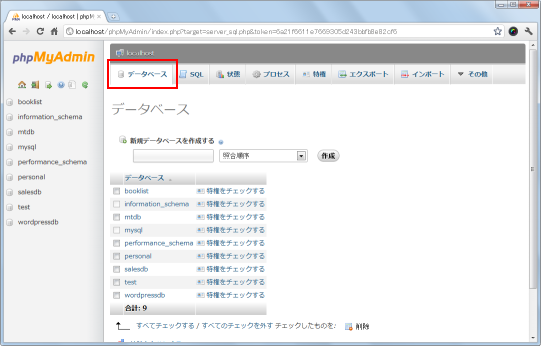 localhost / localhost | phpM
localhost/phpMyAdmin/index.php?target=server_sql.php&token=
phpMyAdmin
booklist
information_schema
mtdb
mysql
performance_schema
personal
salesdb
test
wordpressdb
localhost
データベース SQL 状態 プロセス 特権 エクスポート インポート その他
データベース
新規データベースを作成する
照合順序 作成
データベース
booklist 特権をチェックする
information_schema 特権をチェックする
mtdb 特権をチェックする
mysql 特権をチェックする
performance_schema 特権をチェックする
personal 特権をチェックする
salesdb 特権をチェックする
test 特権をチェックする
wordpressdb 特権をチェックする
合計: 9
すべてチェックする / すべてのチェックを外す チェックしたものを: 削除